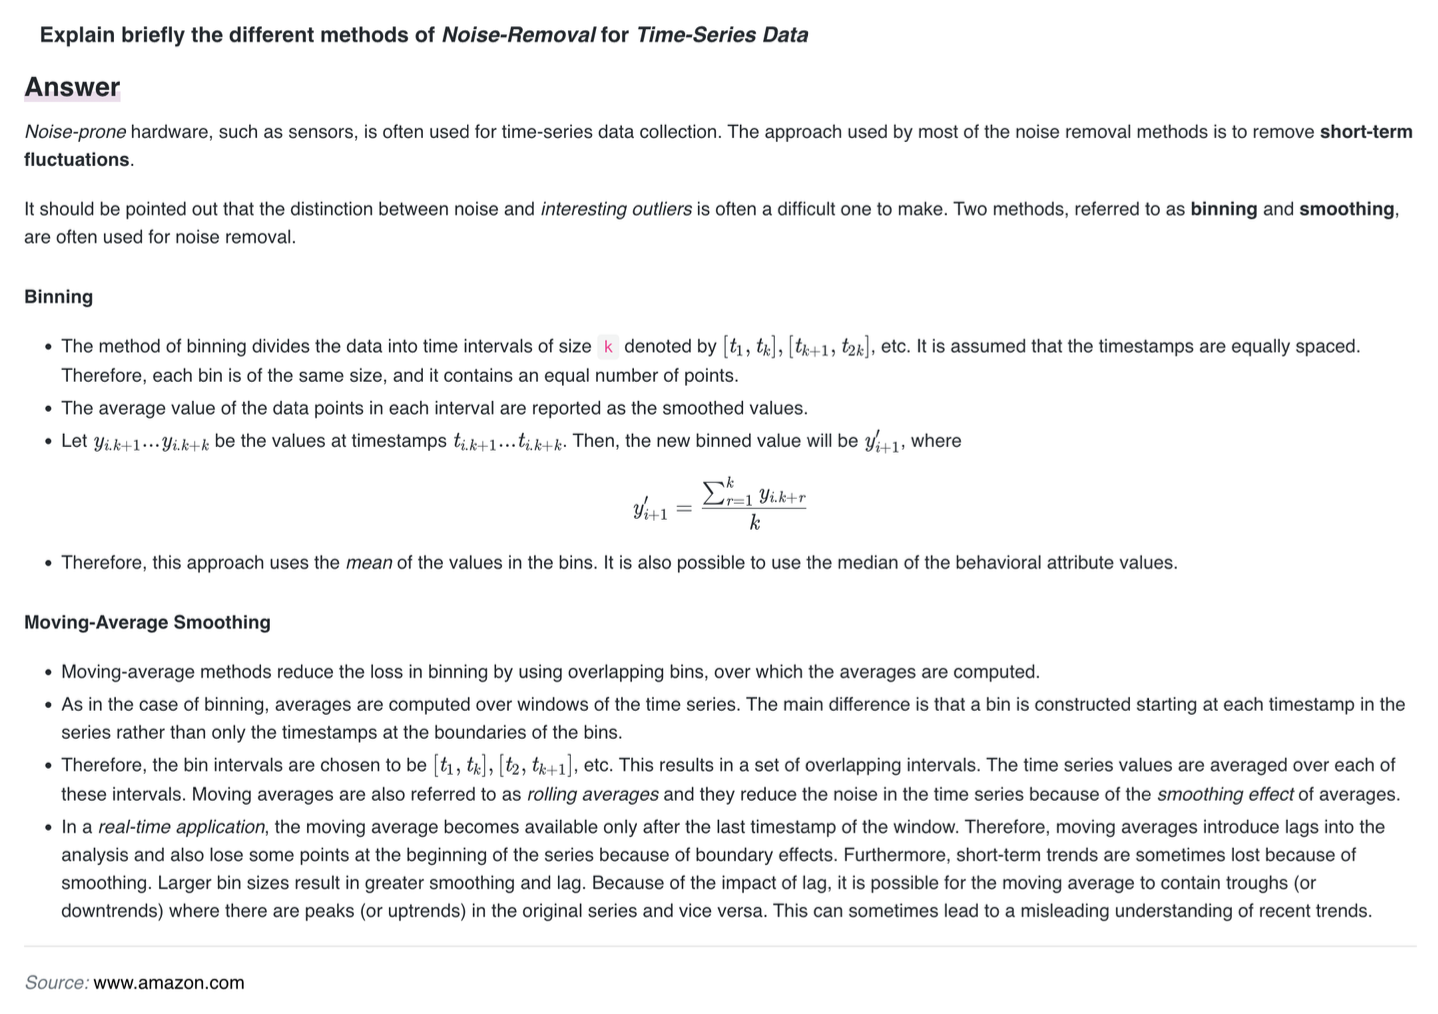 Explain briefly the different methods of Noise-Removal for Time-Series Data
Answer
Noise-prone hardware, such as sensors, is often used for time-series data collection. The approach used by most of the noise removal methods is to remove short-term
fluctuations.
It should be pointed out that the distinction between noise and interesting outliers is often a difficult one to make. Two methods, referred to as binning and smoothing,
are often used for noise removal.
Binning
• The method of binning divides the data into time intervals of size k denoted by [t₁, tₖ], [tₖ₊₁, t₂ₖ], etc. It is assumed that the timestamps are equally spaced.
Therefore, each bin is of the same size, and it contains an equal number of points.
• The average value of the data points in each interval are reported as the smoothed values.
• Let y_{i.k+1}...y_{i.k+k} be the values at timestamps t_{i.k+1}...t_{i.k+k}. Then, the new binned value will be y′_{i+1}, where
y′_{i+1} = \frac{\sum_{r=1}^{k} y_{i.k+r}}{k}
• Therefore, this approach uses the mean of the values in the bins. It is also possible to use the median of the behavioral attribute values.
Moving-Average Smoothing
• Moving-average methods reduce the loss in binning by using overlapping bins, over which the averages are computed.
• As in the case of binning, averages are computed over windows of the time series. The main difference is that a bin is constructed starting at each timestamp in the
series rather than only the timestamps at the boundaries of the bins.
• Therefore, the bin intervals are chosen to be [t₁, tₖ], [t₂, tₖ₊₁], etc. This results in a set of overlapping intervals. The time series values are averaged over each of
these intervals. Moving averages are also referred to as rolling averages and they reduce the noise in the time series because of the smoothing effect of averages.
• In a real-time application, the moving average becomes available only after the last timestamp of the window. Therefore, moving averages introduce lags into the
analysis and also lose some points at the beginning of the series because of boundary effects. Furthermore, short-term trends are sometimes lost because of
smoothing. Larger bin sizes result in greater smoothing and lag. Because of the impact of lag, it is possible for the moving average to contain troughs (or
downtrends) where there are peaks (or uptrends) in the original series and vice versa. This can sometimes lead to a misleading understanding of recent trends.
Source: www.amazon.com